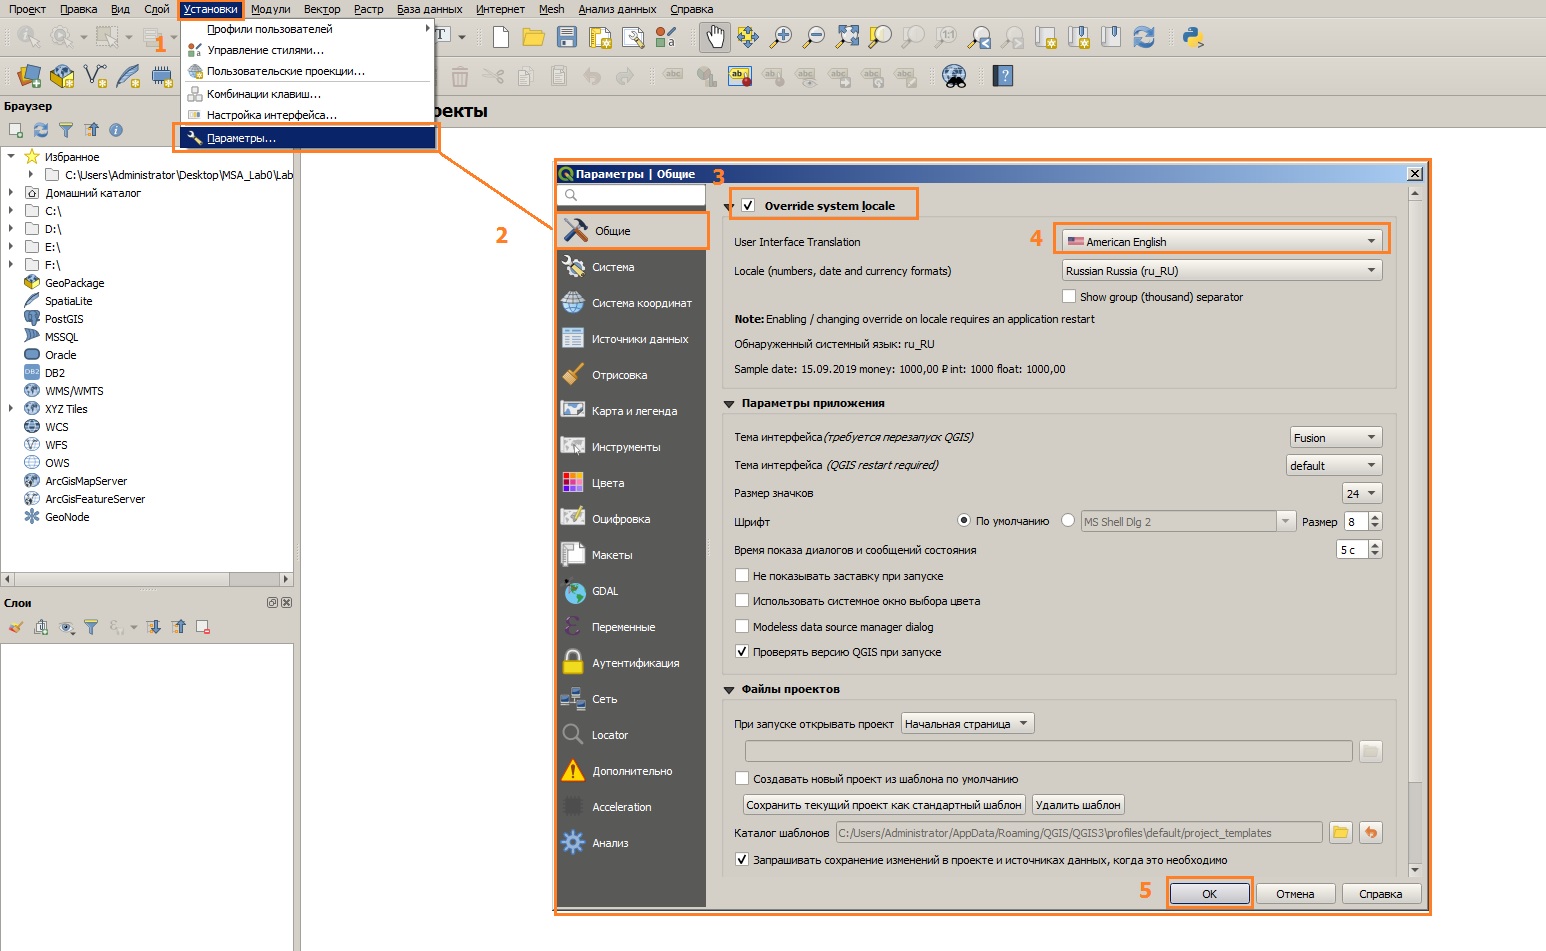 Проект Правка Вид Слой Установки Модули Вектор Растр База данных Интернет Mesh Анализ данных Справка
1
Профили пользователей
Управление стилями...
Пользовательские проекции...
Комбинации клавиш...
Настройка интерфейса...
Параметры...
Браузер
Избранное
C:\Users\Administrator\Desktop\MSA_Lab0\Lab
Домашний каталог
C:\
D:\
E:\
F:\
GeoPackage
SpatiaLite
PostGIS
MSSQL
Oracle
DB2
WMS/WMTS
XYZ Tiles
WCS
WFS
OWS
ArcGisMapServer
ArcGisFeatureServer
GeoNode
Слои
оекты
2
Параметры | Общие
3
Общие
Система
Система координат
Источники данных
Отрисовка
Карта и легенда
Инструменты
Цвета
Оцифровка
Макеты
GDAL
Переменные
Аутентификация
Сеть
Locator
Дополнительно
Acceleration
Анализ
Override system locale
User Interface Translation
4
American English
Locale (numbers, date and currency formats)
Russian Russia (ru_RU)
Show group (thousand) separator
Note: Enabling / changing override on locale requires an application restart
Обнаруженный системный язык: ru_RU
Sample date: 15.09.2019 money: 1000,00 ₽ int: 1000 float: 1000,00
Параметры приложения
Тема интерфейса(требуется перезапуск QGIS)
Fusion
Тема интерфейса (QGIS restart required)
default
Размер значков
24
Шрифт
По умолчанию
MS Shell Dlg 2
Размер
8
Время показа диалогов и сообщений состояния
5 с
Не показывать заставку при запуске
Использовать системное окно выбора цвета
Modeless data source manager dialog
Проверять версию QGIS при запуске
Файлы проектов
При запуске открывать проект
Начальная страница
Создавать новый проект из шаблона по умолчанию
Сохранить текущий проект как стандартный шаблон
Удалить шаблон
Каталог шаблонов
C:/Users/Administrator/AppData/Roaming/QGIS/QGIS3\profiles\default/project_templates
Запрашивать сохранение изменений в проекте и источниках данных, когда это необходимо
5
OK
Отмена
Справка